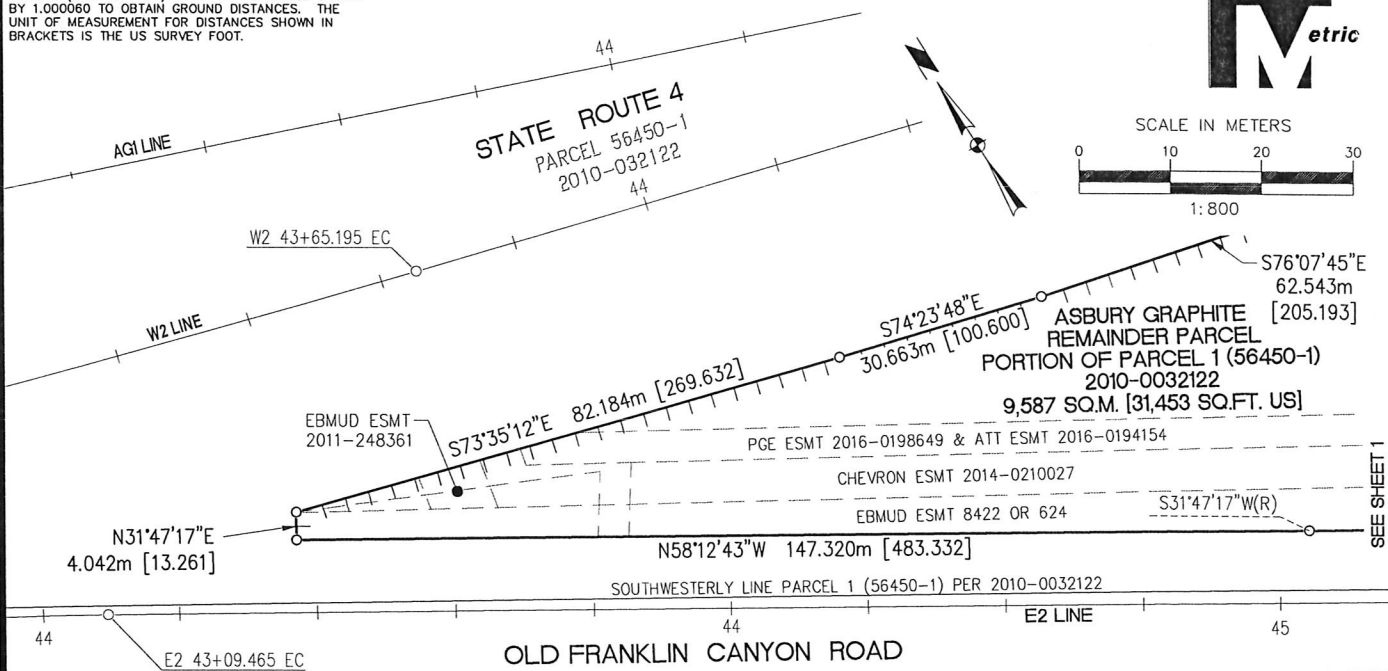 BY 1.000060 TO OBTAIN GROUND DISTANCES. THE
UNIT OF MEASUREMENT FOR DISTANCES SHOWN IN
BRACKETS IS THE US SURVEY FOOT.
etric
SCALE IN METERS
0 10 20 30
1:800
44
AG1 LINE
STATE ROUTE 4
PARCEL 56450-1
2010-032122
44
W2 43+65.195 EC
W2 LINE
S76°07'45"E
62.543m
[205.193]
S74°23'48"E
30.663m [100.600]
ASBURY GRAPHITE
REMAINDER PARCEL
PORTION OF PARCEL 1 (56450-1)
2010-0032122
9,587 SQ.M. [31,453 SQ.FT. US]
S73°35'12"E 82.184m [269.632]
EBMUD ESMT
2011-248361
PGE ESMT 2016-0198649 & ATT ESMT 2016-0194154
CHEVRON ESMT 2014-0210027
EBMUD ESMT 8422 OR 624
S31°47'17"W(R)
SEE SHEET 1
N31°47'17"E
4.042m [13.261]
N58°12'43"W 147.320m [483.332]
SOUTHWESTERLY LINE PARCEL 1 (56450-1) PER 2010-0032122
44
44
E2 LINE
45
E2 43+09.465 EC
OLD FRANKLIN CANYON ROAD